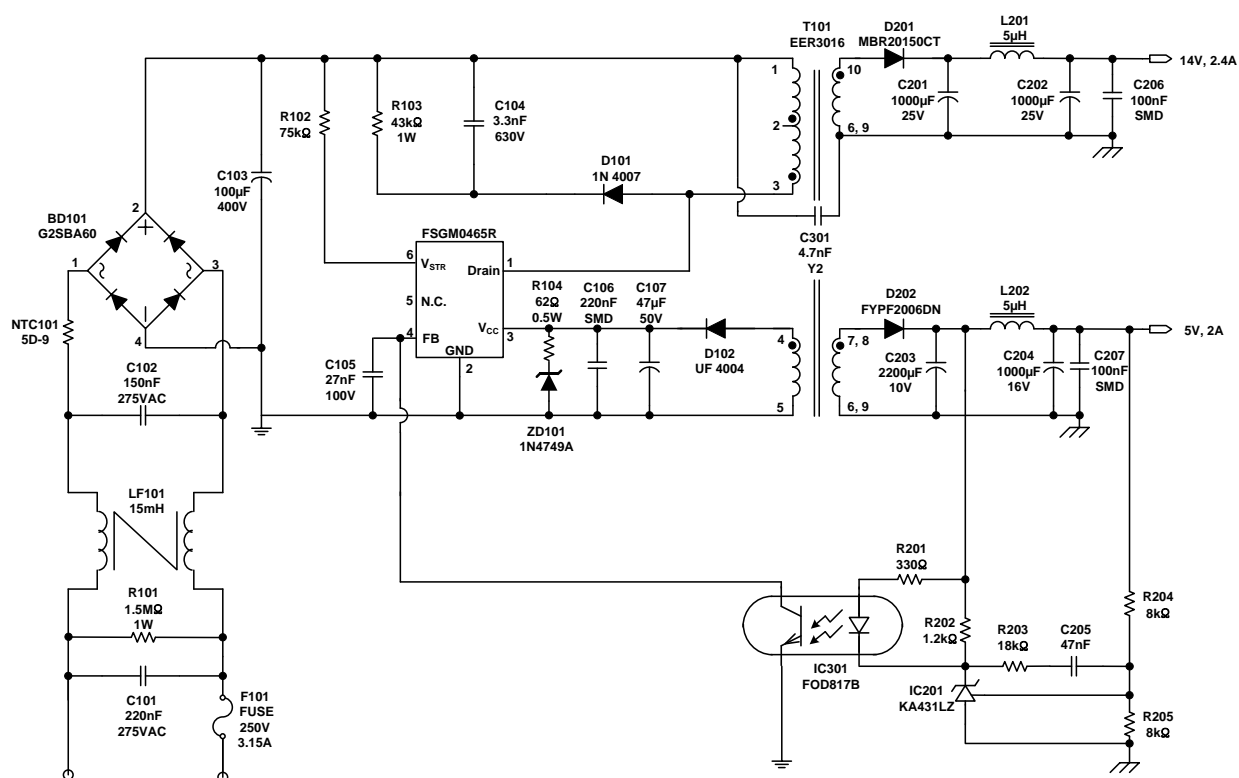 T101
EER3016
D201
MBR20150CT
L201
5µH
1
2
3
10
6, 9
14V, 2.4A
C201
1000µF
25V
C202
1000µF
25V
C206
100nF
SMD
R102
75kΩ
R103
43kΩ
1W
C104
3.3nF
630V
D101
1N 4007
C103
100µF
400V
C301
4.7nF
Y2
BD101
G2SBA60
2
1
3
4
FSGM0465R
6
VSTR
Drain
1
5
N.C.
VCC
3
4
FB
GND
2
R104
62Ω
0.5W
C106
220nF
SMD
C107
47µF
50V
D102
UF 4004
4
5
7, 8
6, 9
D202
FYPF2006DN
L202
5µH
5V, 2A
C203
2200µF
10V
C204
1000µF
16V
C207
100nF
SMD
NTC101
5D-9
C102
150nF
275VAC
C105
27nF
100V
ZD101
1N4749A
LF101
15mH
R101
1.5MΩ
1W
C101
220nF
275VAC
F101
FUSE
250V
3.15A
R201
330Ω
R202
1.2kΩ
R203
18kΩ
C205
47nF
R204
8kΩ
IC301
FOD817B
IC201
KA431LZ
R205
8kΩ